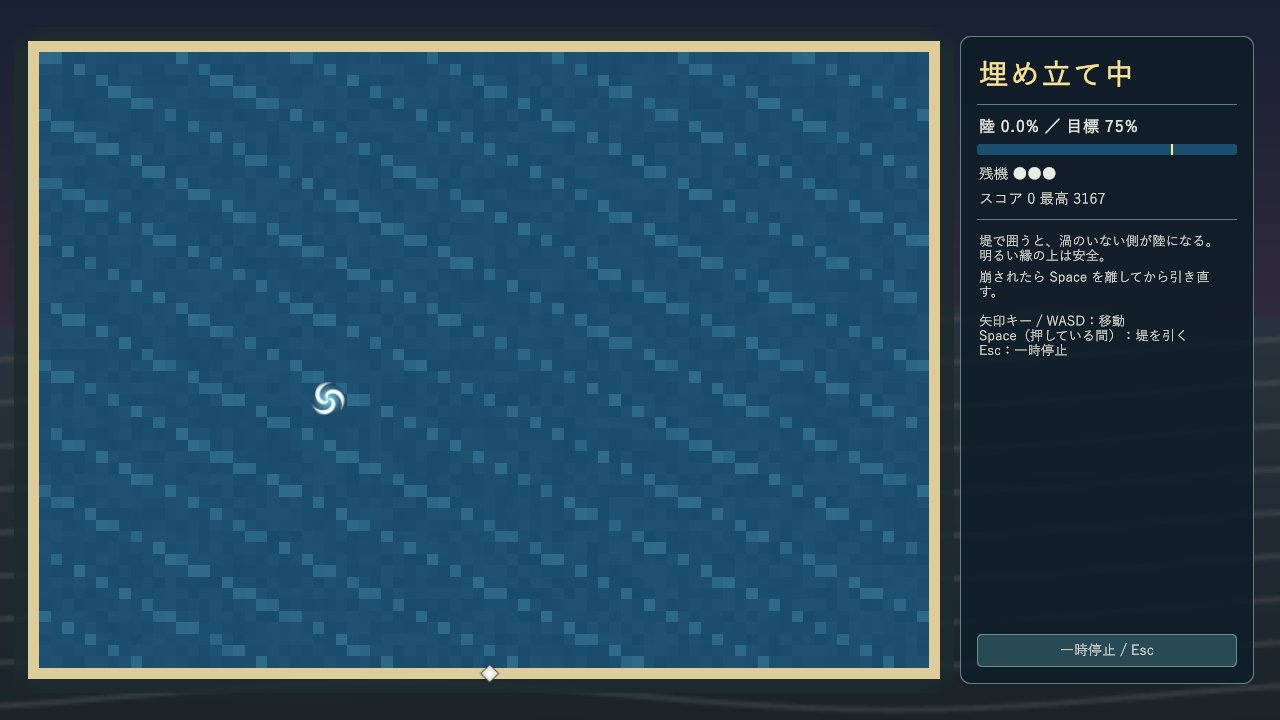 埋め立て中
陸 0.0% ／ 目標 75%
残機 ●●●
スコア 0 最高 3167
堤で囲うと、渦のいない側が陸になる。
明るい縁の上は安全。
崩されたら Space を離してから引き直
す。
矢印キー / WASD：移動
Space（押している間）：堤を引く
Esc：一時停止
一時停止 / Esc